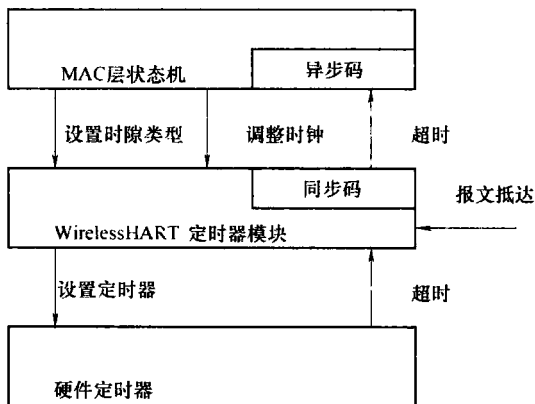 异步码
MAC层状态机
设置时隙类型
调整时钟
超时
同步码
报文抵达
WirelessHART 定时器模块
设置定时器
超时
硬件定时器